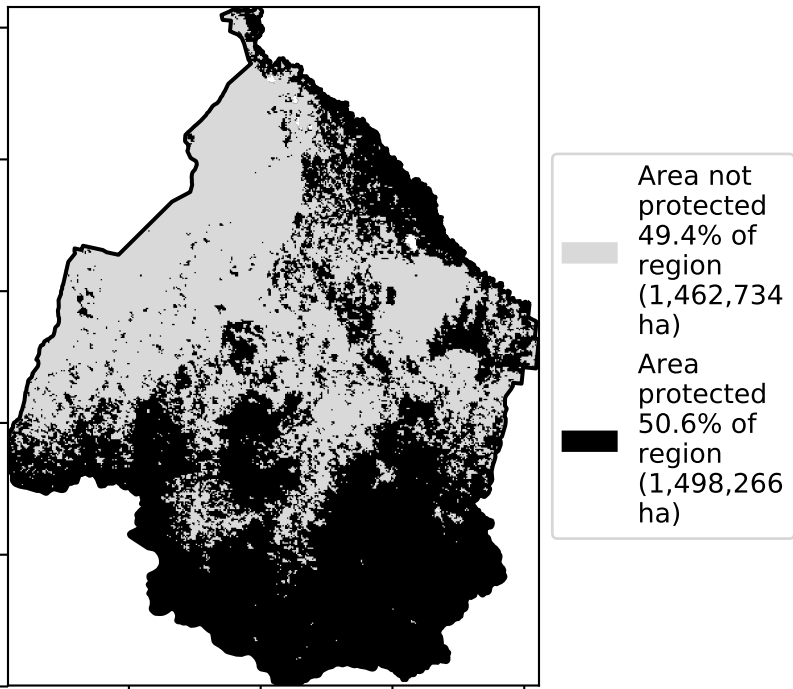 Area not
protected
49.4% of
region
(1,462,734
ha)
Area
protected
50.6% of
region
(1,498,266
ha)